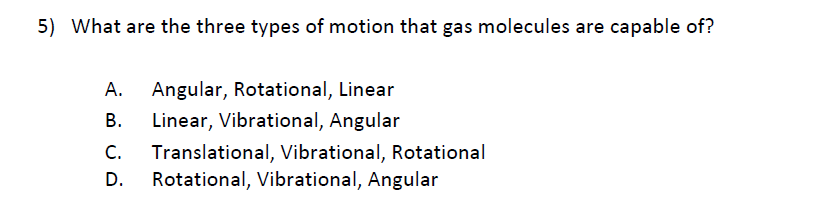 5) What are the three types of motion that gas molecules are capable of?
A. Angular, Rotational, Linear
B. Linear, Vibrational, Angular
C. Translational, Vibrational, Rotational
D. Rotational, Vibrational, Angular